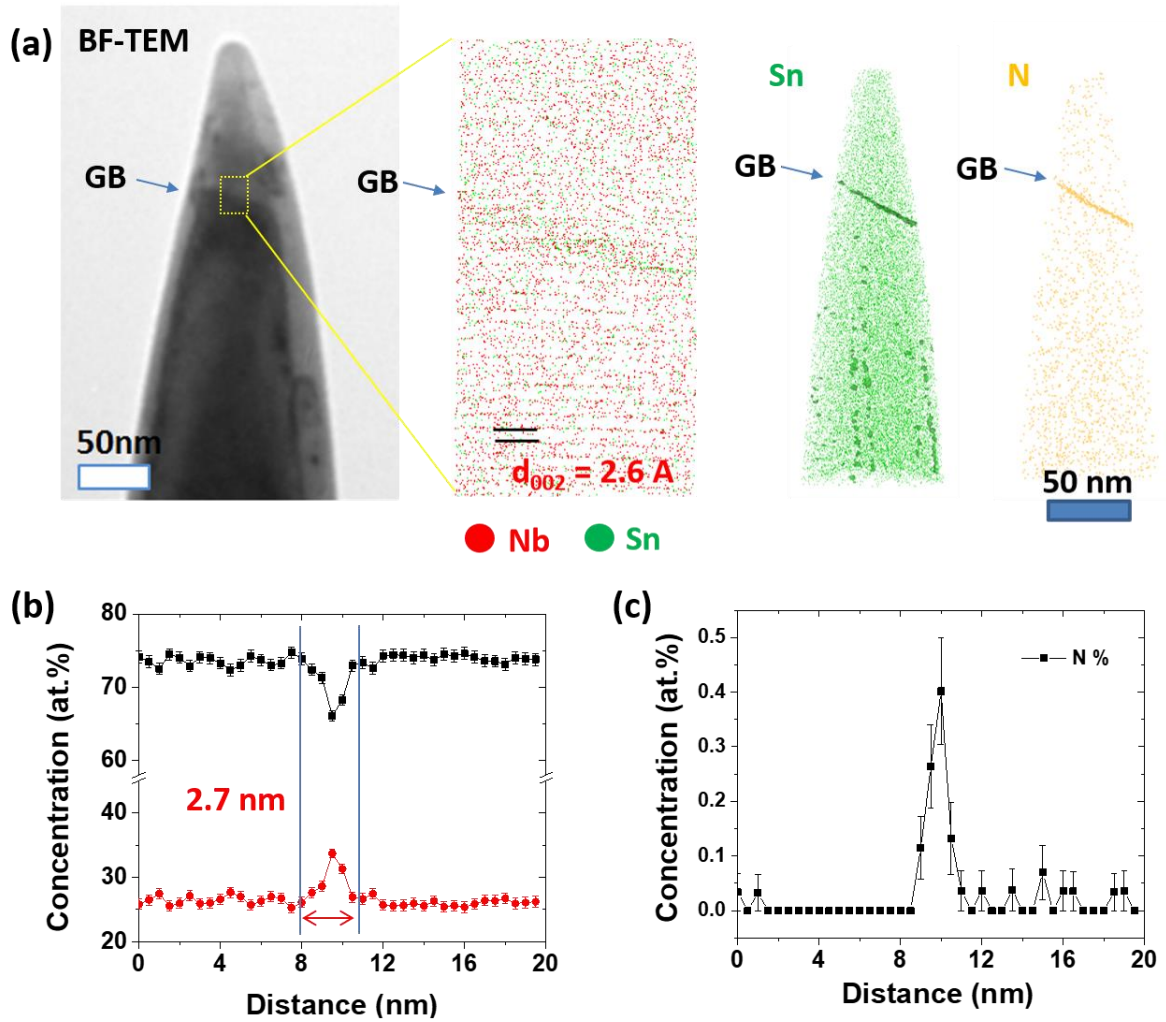 (a)
BF-TEM
GB
50nm
GB
d002 = 2.6 A
Nb
Sn
Sn
GB
N
50 nm
(b)
Concentration (at.%)
80
70
60
40
30
20
2.7 nm
0 4 8 12 16 20
Distance (nm)
(c)
Concentration (at.%)
0.5
0.4
0.3
0.2
0.1
0.0
N %
0 4 8 12 16 20
Distance (nm)